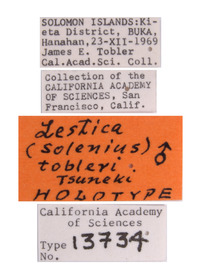 SOLOMON ISLANDS:Ki-
eta District, BUKA,
Hanahan,23-XII-1969
James E. Tobler
Cal.Acad.Sci. Coll.
Collection of the
CALIFORNIA ACADEMY
OF SCIENCES, San
Francisco, Calif.
Lestica
(Solenius) ♂
tobleri.
Tsuneki
HOLOTYPE
California Academy
of Sciences
Type 13734
No.